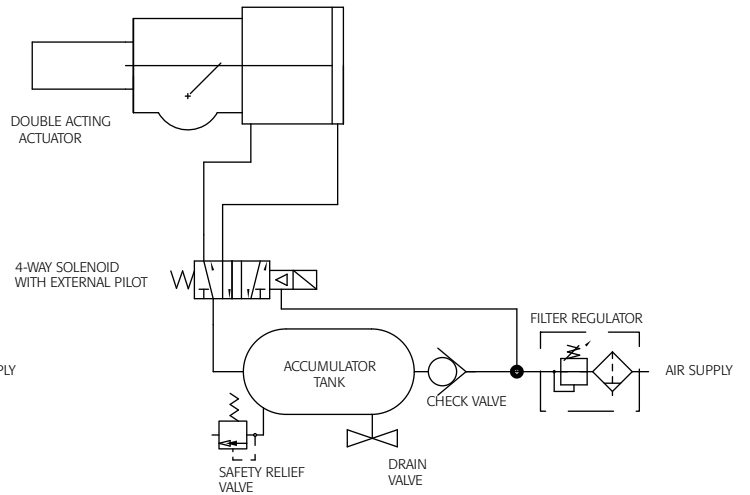 DOUBLE ACTING
ACTUATOR
4-WAY SOLENOID
WITH EXTERNAL PILOT
FILTER REGULATOR
PLY
ACCUMULATOR
TANK
AIR SUPPLY
CHECK VALVE
SAFETY RELIEF
VALVE
DRAIN
VALVE